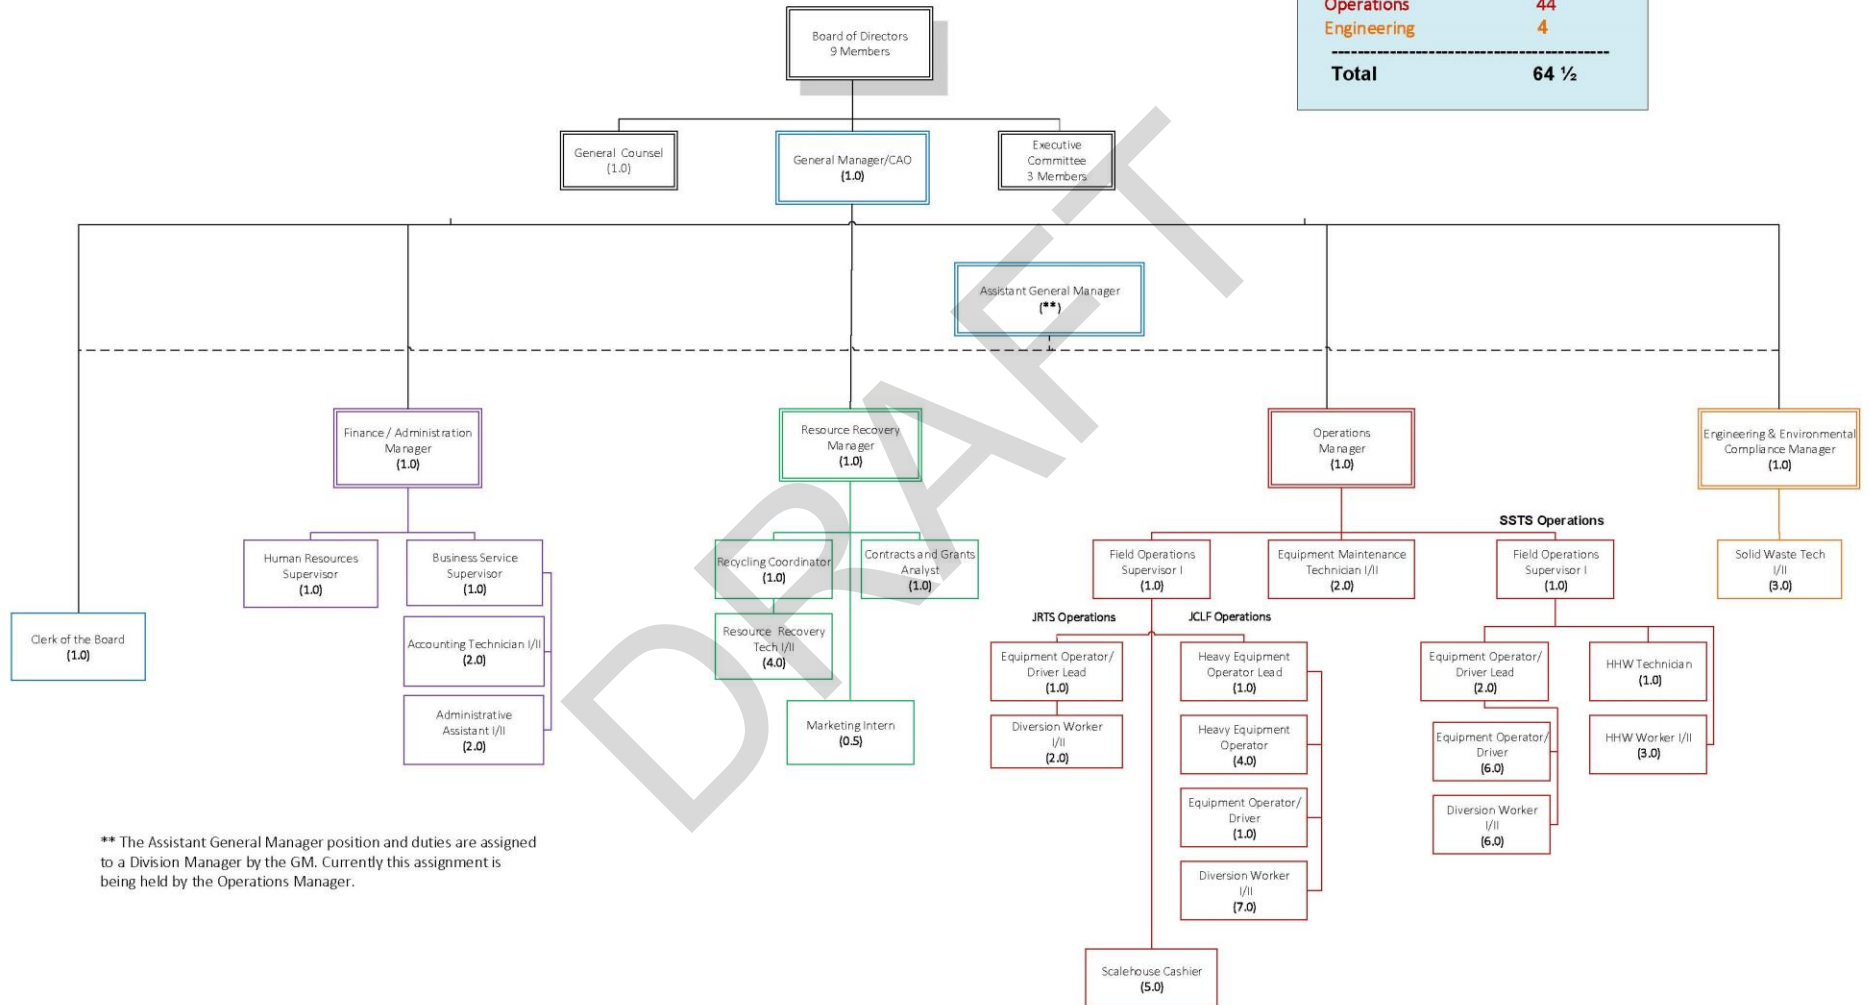 Operations 44
Engineering 4
--------------------------------------------
Total 64 ½
Board of Directors
9 Members
General Counsel
(1.0)
General Manager/CAO
(1.0)
Executive
Committee
3 Members
Assistant General Manager
(**)
Finance / Administration
Manager
(1.0)
Resource Recovery
Manager
(1.0)
Operations
Manager
(1.0)
Engineering & Environmental
Compliance Manager
(1.0)
Human Resources
Supervisor
(1.0)
Business Service
Supervisor
(1.0)
Recycling Coordinator
(1.0)
Contracts and Grants
Analyst
(1.0)
Field Operations
Supervisor I
(1.0)
Equipment Maintenance
Technician I/II
(2.0)
SSTS Operations
Field Operations
Supervisor I
(1.0)
Solid Waste Tech
I/II
(3.0)
Clerk of the Board
(1.0)
Accounting Technician I/II
(2.0)
Administrative
Assistant I/II
(2.0)
Resource Recovery
Tech I/II
(4.0)
Marketing Intern
(0.5)
JRTS Operations
JCLF Operations
Equipment Operator/
Driver Lead
(1.0)
Diversion Worker
I/II
(2.0)
Heavy Equipment
Operator Lead
(1.0)
Heavy Equipment
Operator
(4.0)
Equipment Operator/
Driver
(1.0)
Diversion Worker
I/II
(7.0)
Equipment Operator/
Driver Lead
(2.0)
Equipment Operator/
Driver
(6.0)
Diversion Worker
I/II
(6.0)
HHW Technician
(1.0)
HHW Worker I/II
(3.0)
Scalehouse Cashier
(5.0)
** The Assistant General Manager position and duties are assigned
to a Division Manager by the GM. Currently this assignment is
being held by the Operations Manager.
DRAFT